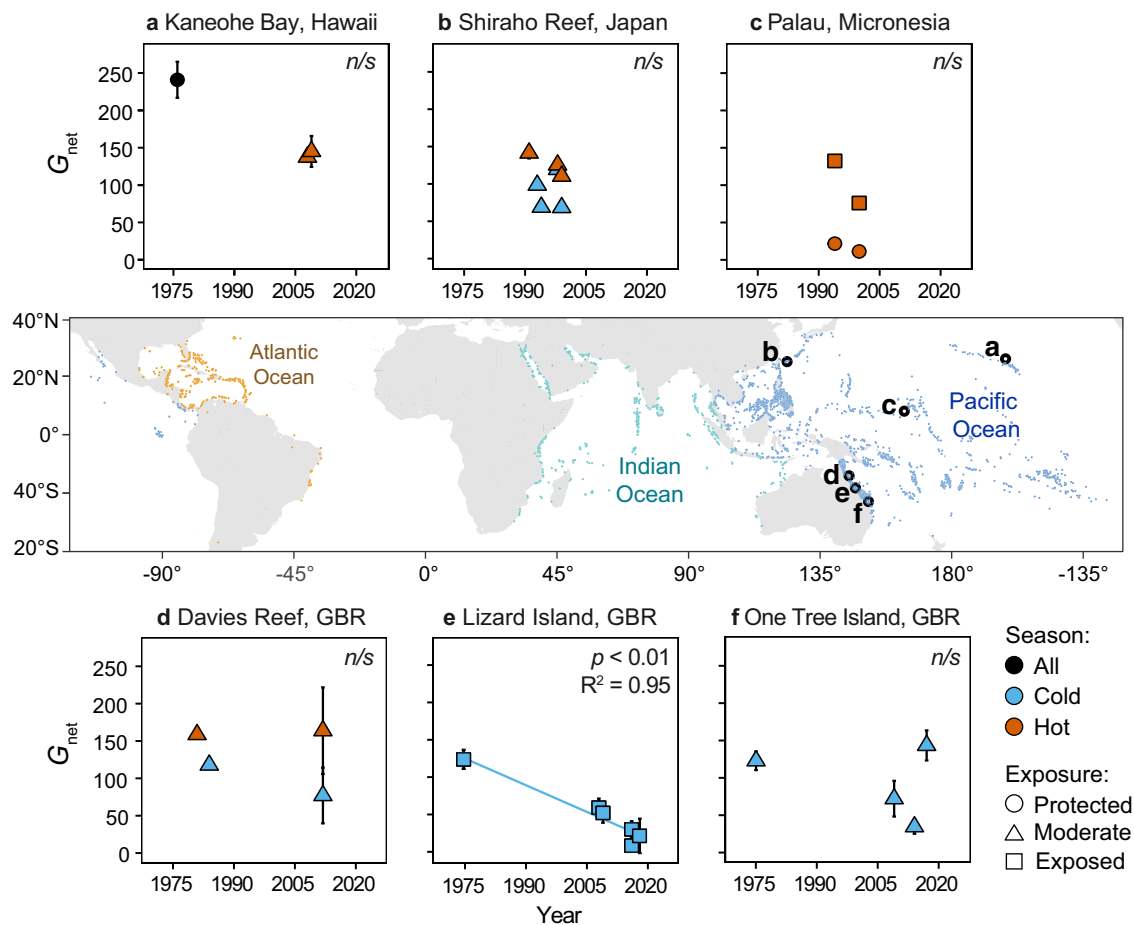 a Kaneohe Bay, Hawaii
b Shiraho Reef, Japan
c Palau, Micronesia
n/s
n/s
n/s
Gnet
250
200
150
100
50
0
1975 1990 2005 2020
1975 1990 2005 2020
1975 1990 2005 2020
40°N
20°N
0°
40°S
20°S
Atlantic
Ocean
Indian
Ocean
Pacific
Ocean
a
b
c
d
e
f
-90° -45° 0° 45° 90° 135° 180° -135°
d Davies Reef, GBR
e Lizard Island, GBR
f One Tree Island, GBR
n/s
p < 0.01
R² = 0.95
n/s
Gnet
250
200
150
100
50
0
1975 1990 2005 2020
1975 1990 2005 2020
1975 1990 2005 2020
Year
Season:
All
Cold
Hot
Exposure:
Protected
Moderate
Exposed